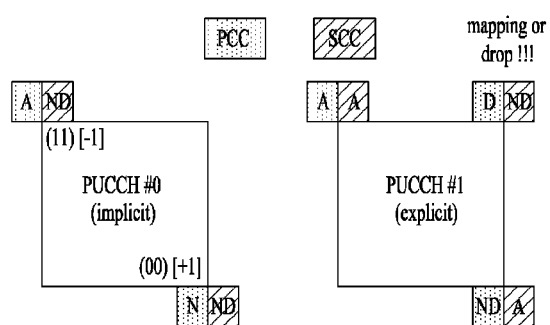 PCC
SCC
mapping or
drop !!!
A ND
A A
D ND
(11) [-1]
PUCCH #0
(implicit)
PUCCH #1
(explicit)
(00) [+1]
N ND
ND A